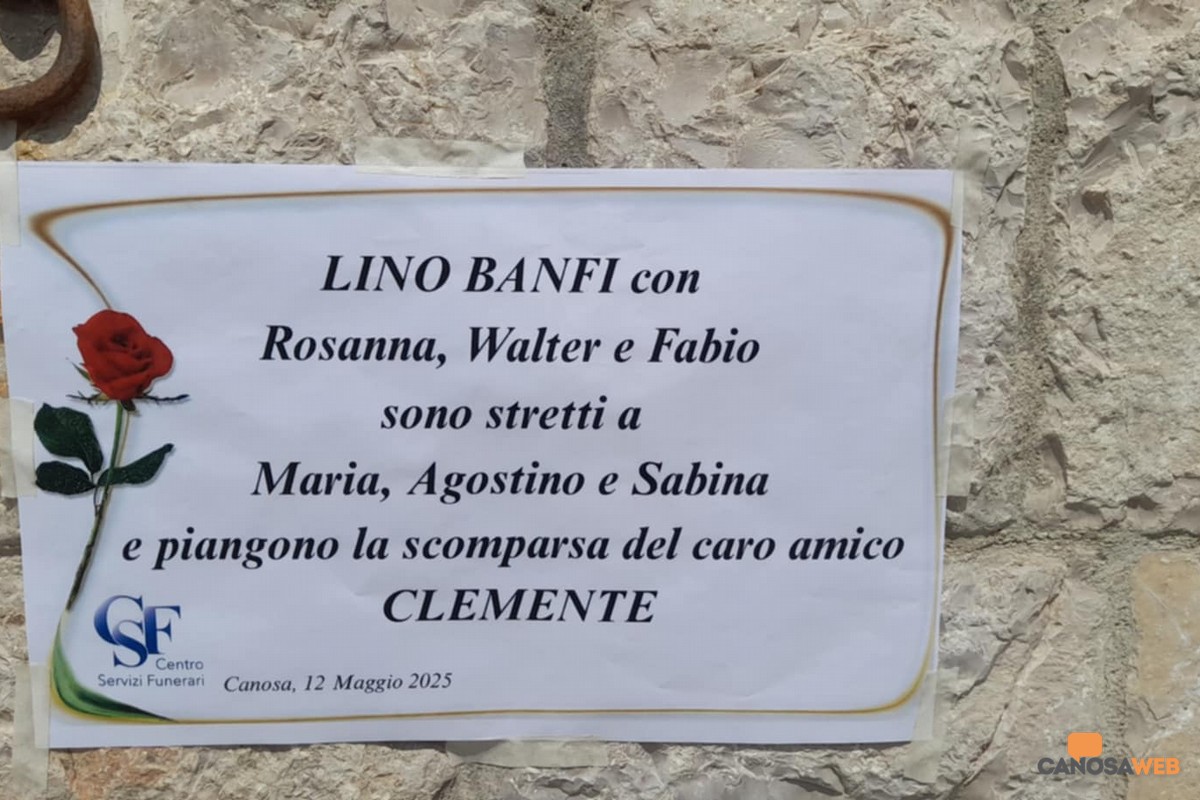 LINO BANFI con
Rosanna, Walter e Fabio
sono stretti a
Maria, Agostino e Sabina
e piangono la scomparsa del caro amico
CLEMENTE
CSF
Centro
Servizi Funerari
Canosa, 12 Maggio 2025
CANOSAWEB